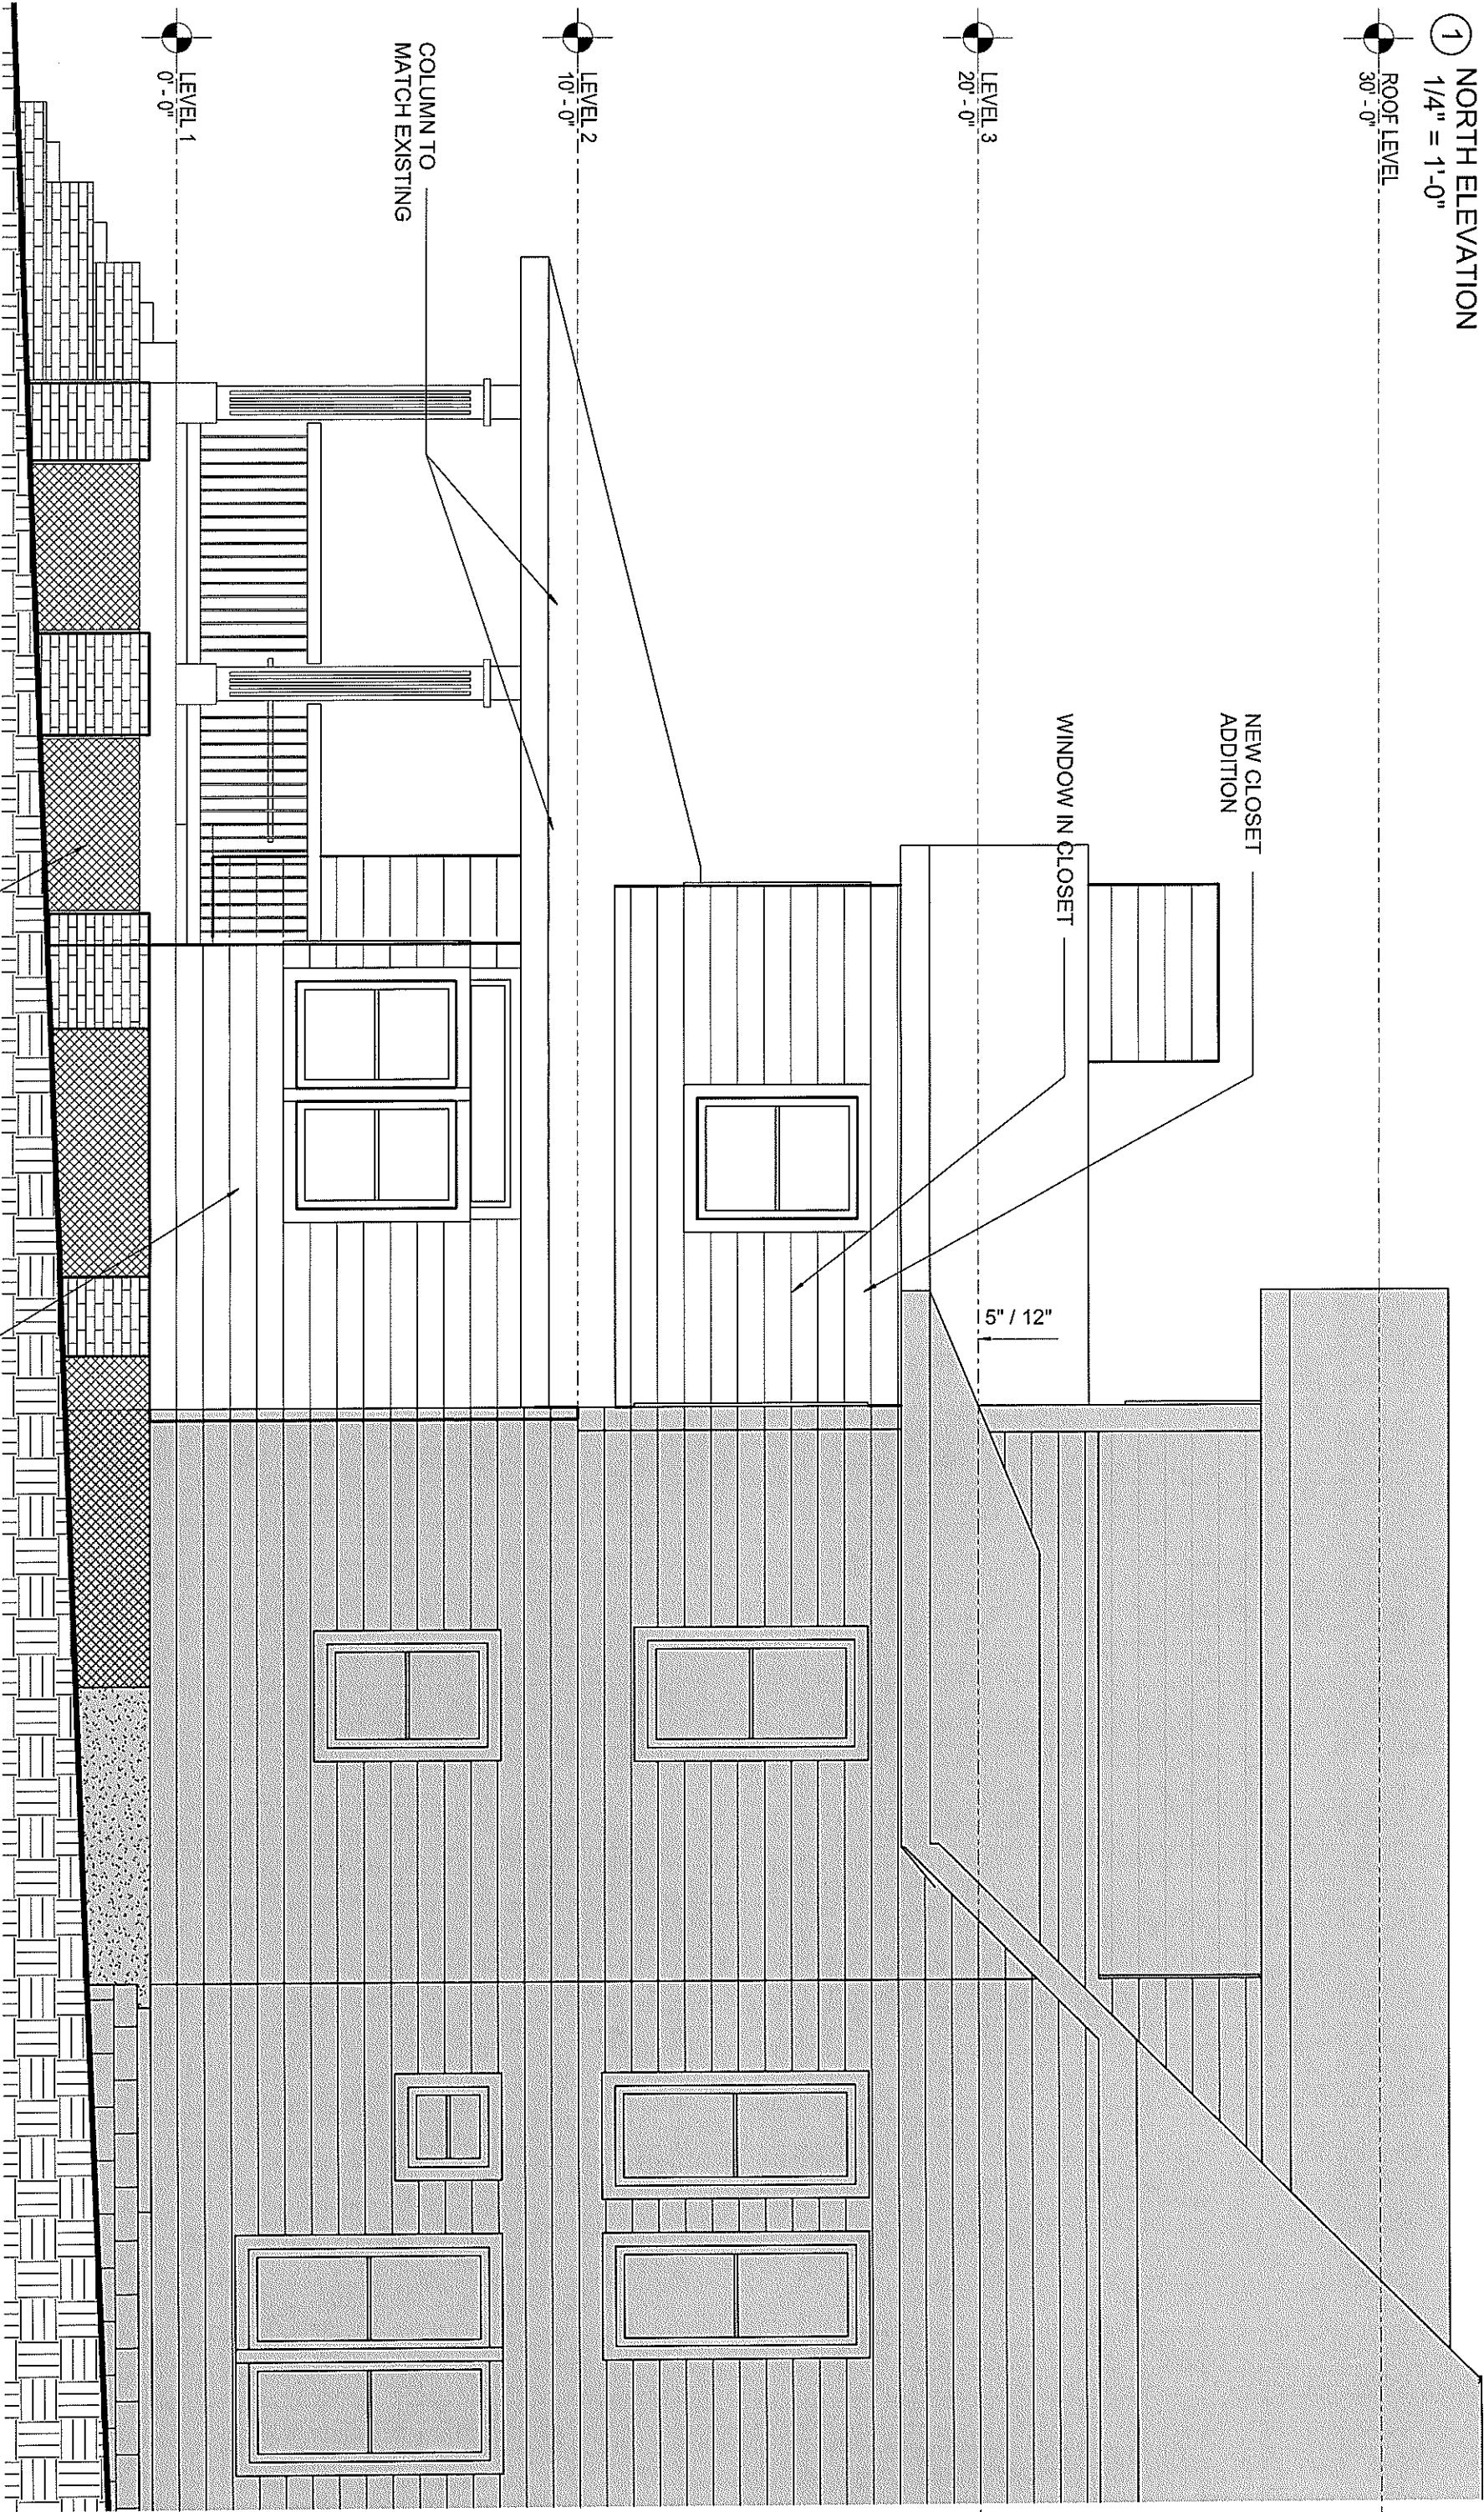 1
NORTH ELEVATION
1/4" = 1'-0"
ROOF LEVEL
30' - 0"
LEVEL 3
20' - 0"
LEVEL 2
10' - 0"
LEVEL 1
0' - 0"
COLUMN TO
MATCH EXISTING
NEW CLOSET
ADDITION
WINDOW IN CLOSET
5" / 12"